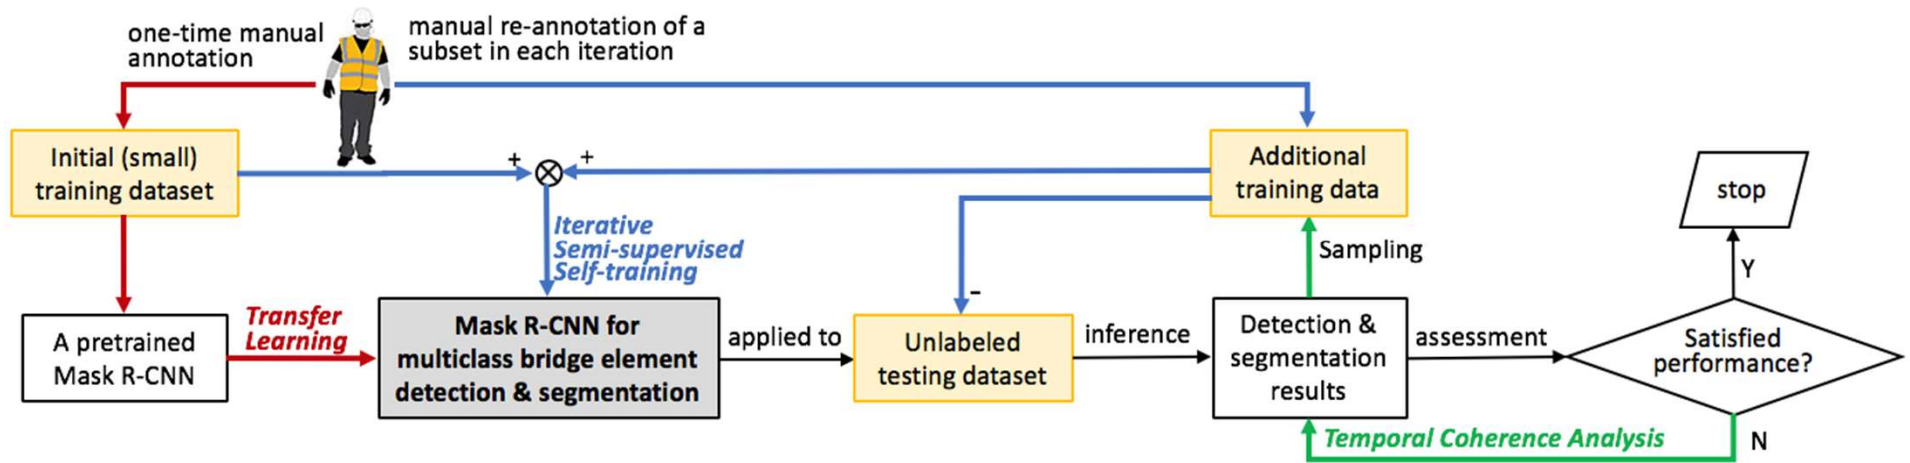 one-time manual
annotation
manual re-annotation of a
subset in each iteration
Initial (small)
training dataset
+
+
Additional
training data
stop
Iterative
Semi-supervised
Self-training
-
Sampling
Y
A pretrained
Mask R-CNN
Transfer
Learning
Mask R-CNN for
multiclass bridge element
detection & segmentation
applied to
Unlabeled
testing dataset
inference
Detection &
segmentation
results
assessment
Satisfied
performance?
Temporal Coherence Analysis
N